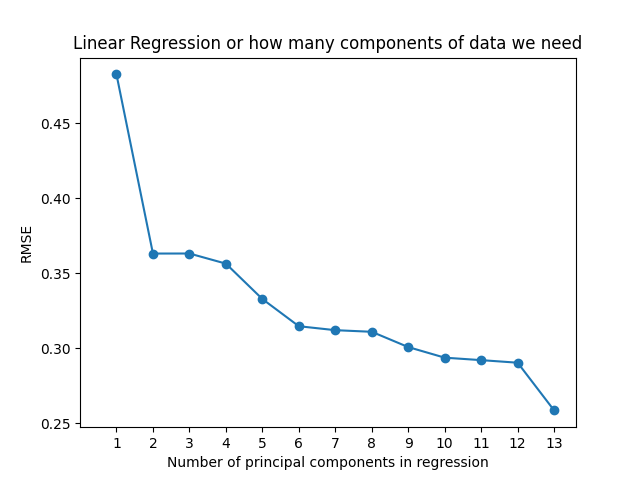 Linear Regression or how many components of data we need
0.45
0.40
0.35
0.30
0.25
RMSE
1 2 3 4 5 6 7 8 9 10 11 12 13
Number of principal components in regression